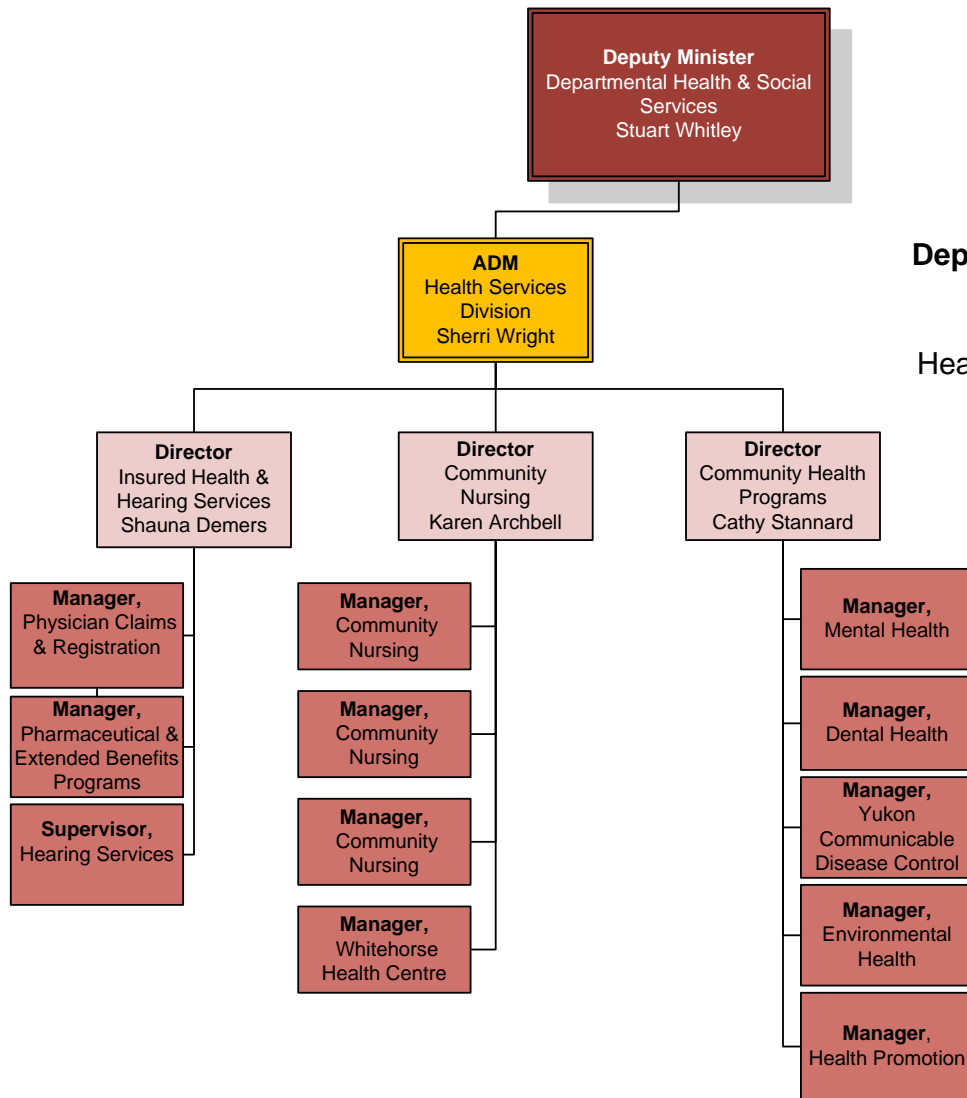 Deputy Minister
Departmental Health & Social
Services
Stuart Whitley
ADM
Health Services
Division
Sherri Wright
Dep
Hea
Director
Insured Health &
Hearing Services
Shauna Demers
Director
Community
Nursing
Karen Archbell
Director
Community Health
Programs
Cathy Stannard
Manager,
Physician Claims
& Registration
Manager,
Pharmaceutical &
Extended Benefits
Programs
Supervisor,
Hearing Services
Manager,
Community
Nursing
Manager,
Community
Nursing
Manager,
Community
Nursing
Manager,
Whitehorse
Health Centre
Manager,
Mental Health
Manager,
Dental Health
Manager,
Yukon
Communicable
Disease Control
Manager,
Environmental
Health
Manager,
Health Promotion